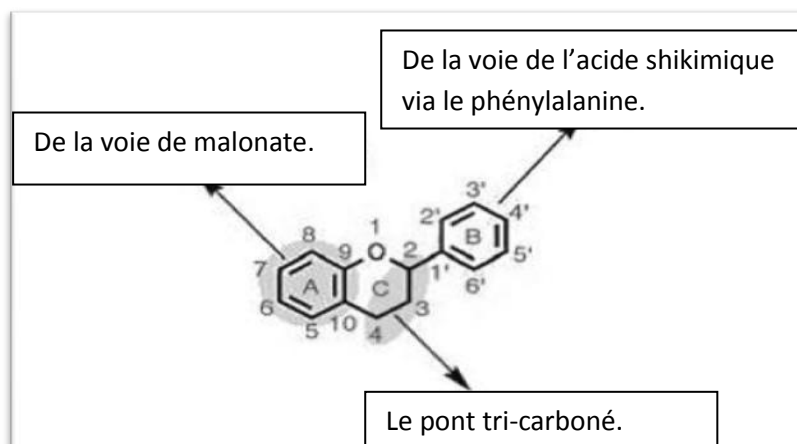 De la voie de l’acide shikimique
via le phénylalanine.
De la voie de malonate.
3'
2'
4'
1
8
B
O
2
9
5'
1'
7
A
C
6'
6
3
10
5
4
Le pont tri-carboné.